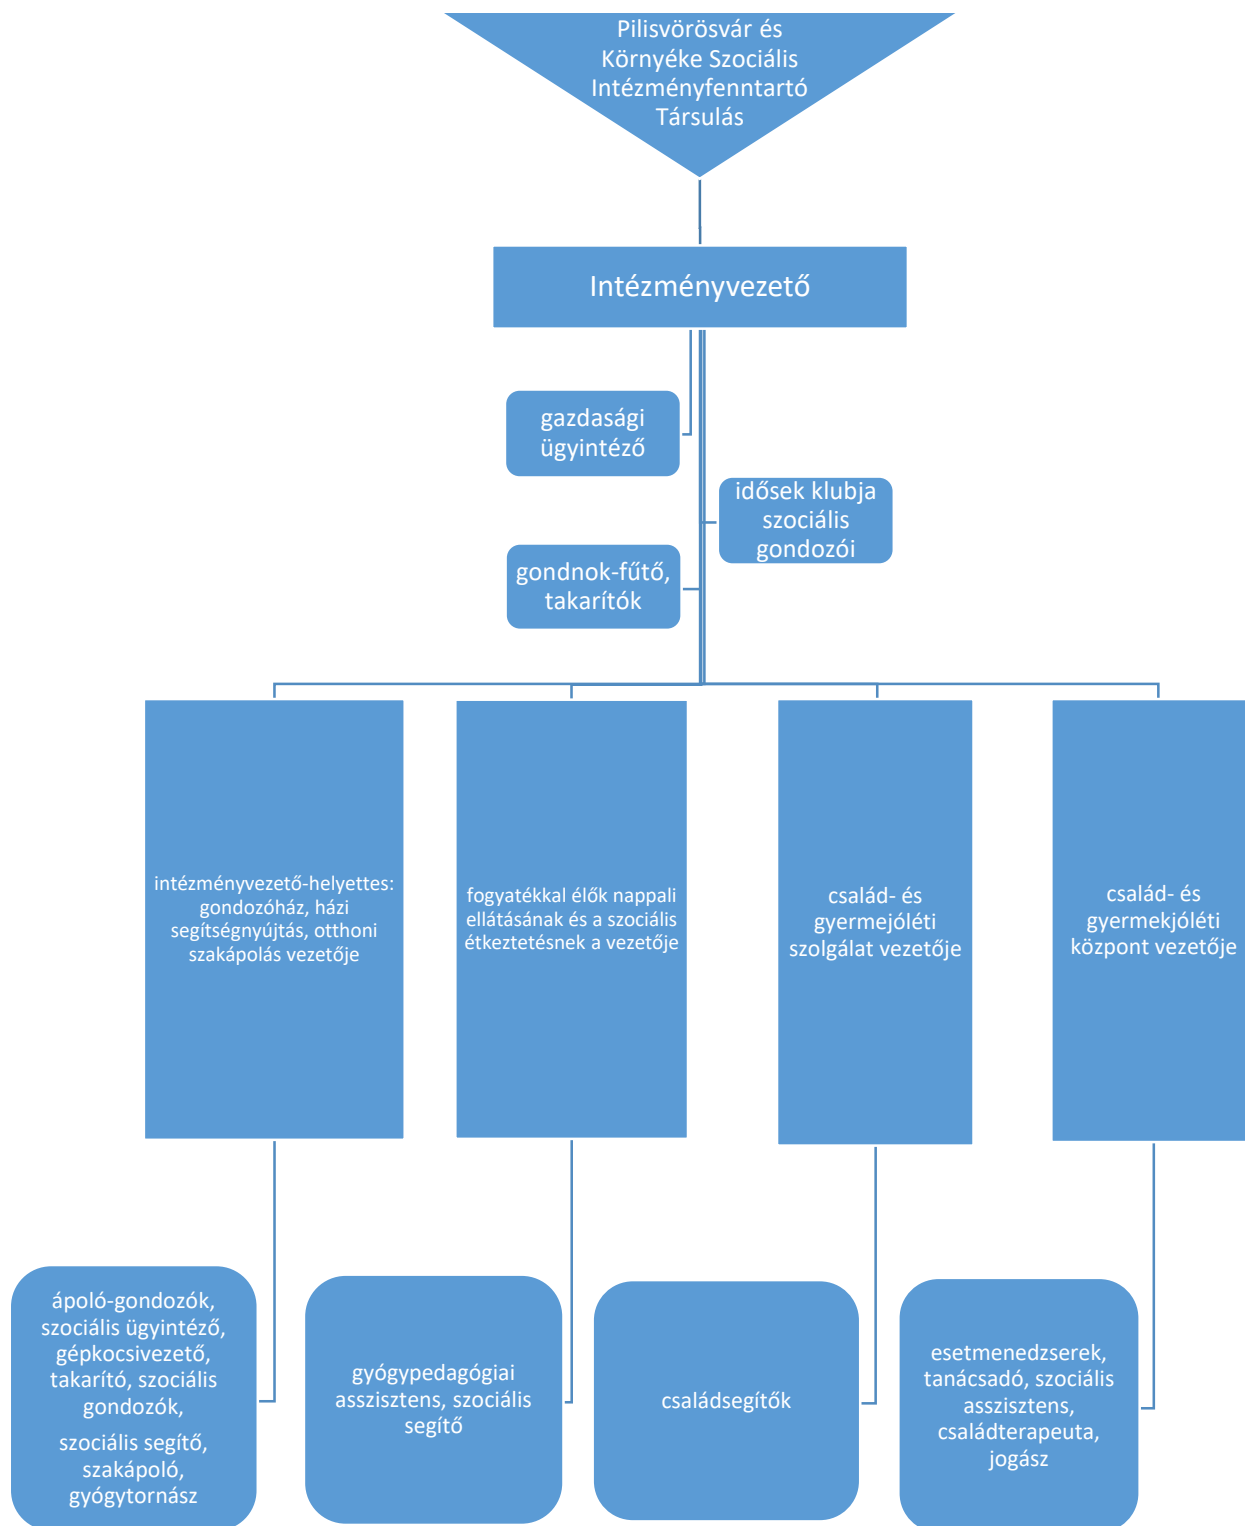 Pilisvörösvár és
Környéke Szociális
Intézményfenntartó
Társulás
Intézményvezető
gazdasági
ügyintéző
idősek klubja
szociális
gondozói
gondnok-fűtő,
takarítók
intézményvezető-helyettes:
gondozóház, házi
segítségnyújtás, otthoni
szakápolás vezetője
fogyatékkal élők nappali
ellátásának és a szociális
étkeztetésnek a vezetője
család- és
gyermejóléti
szolgálat vezetője
család- és
gyermekjóléti
központ vezetője
ápoló-gondozók,
szociális ügyintéző,
gépkocsivezető,
takarító, szociális
gondozók,
szociális segítő,
szakápoló,
gyógytornász
gyógypedagógiai
asszisztens, szociális
segítő
családsegítők
esetmenedzserek,
tanácsadó, szociális
asszisztens,
családterapeuta,
jogász